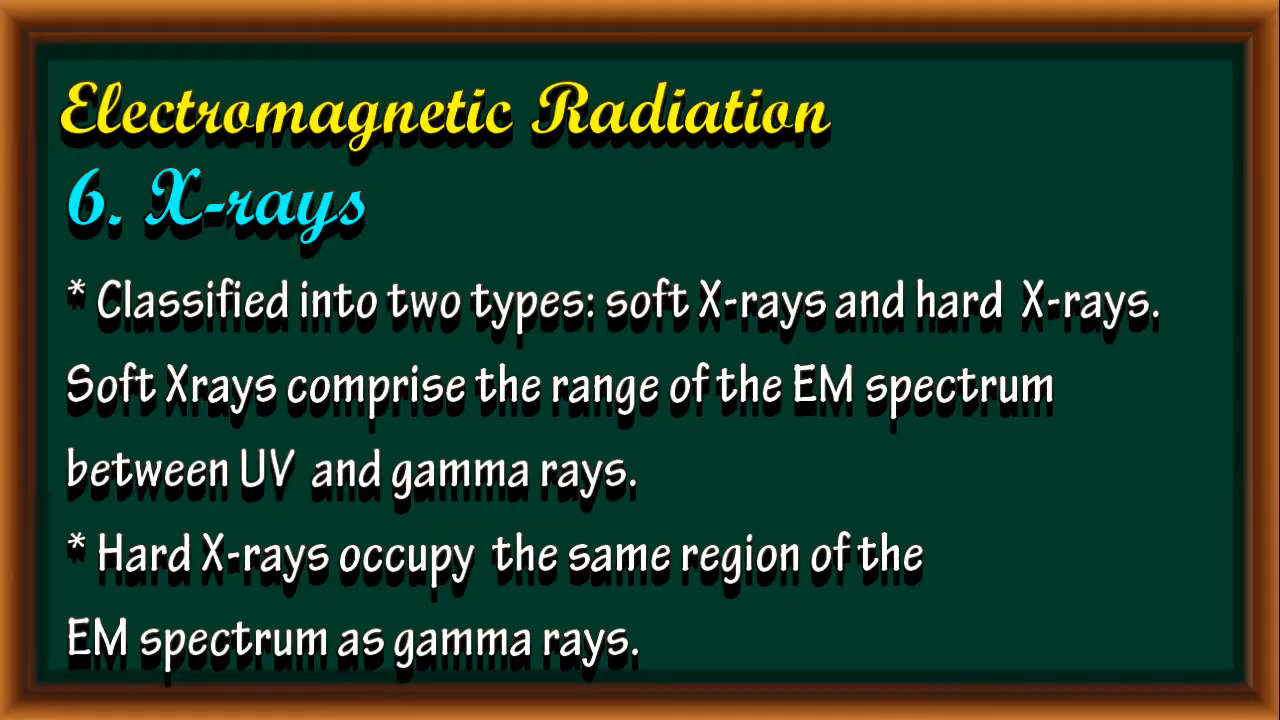 Electromagnetic Radiation
6. X-rays
* Classified into two types: soft X-rays and hard X-rays.
Soft Xrays comprise the range of the EM spectrum
between UV and gamma rays.
* Hard X-rays occupy the same region of the
EM spectrum as gamma rays.